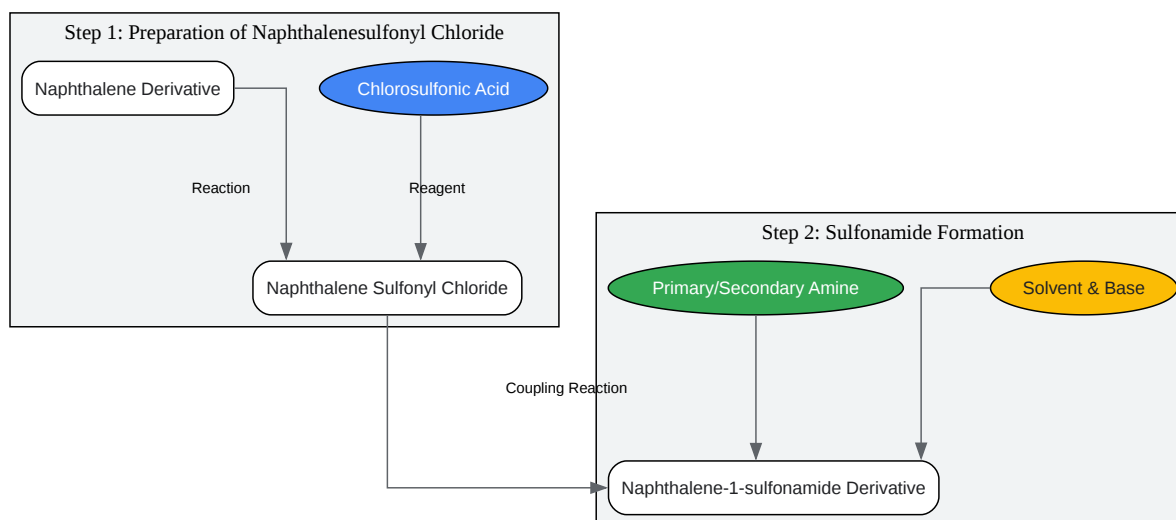 Step 1: Preparation of Naphthalenesulfonyl Chloride
Naphthalene Derivative
Chlorosulfonic Acid
Reaction
Reagent
Naphthalene Sulfonyl Chloride
Step 2: Sulfonamide Formation
Primary/Secondary Amine
Solvent & Base
Coupling Reaction
Naphthalene-1-sulfonamide Derivative